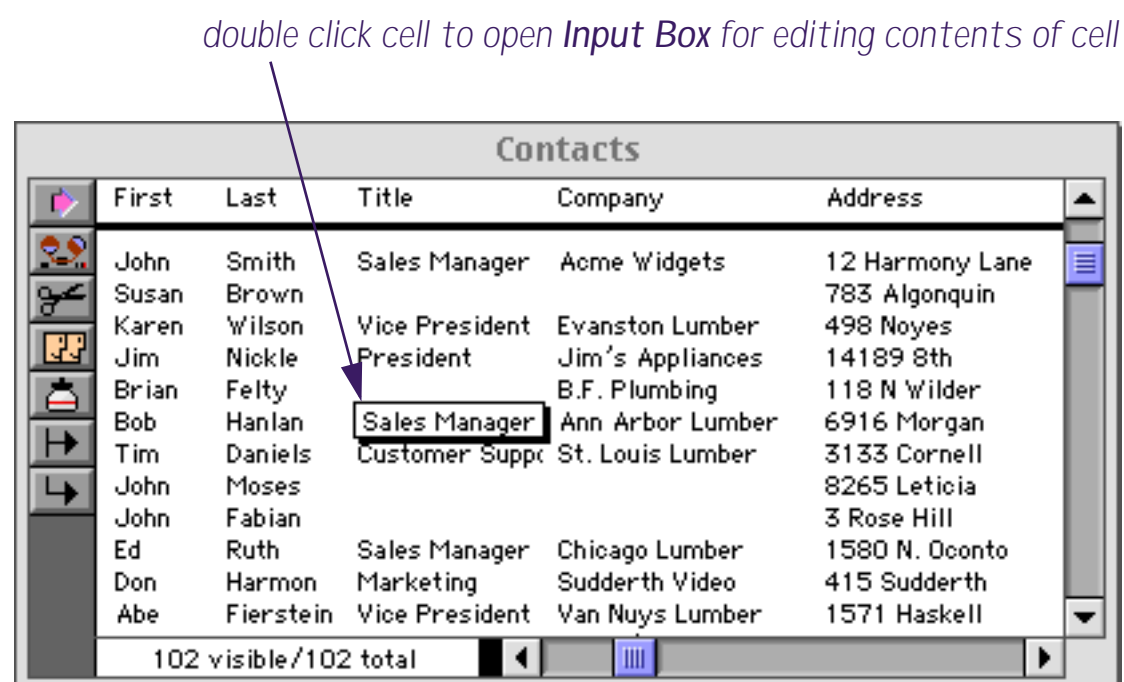 double click cell to open Input Box for editing contents of cell
Contacts
First Last Title Company Address
John Smith Sales Manager Acme Widgets 12 Harmony Lane
Susan Brown 783 Algonquin
Karen Wilson Vice President Evanston Lumber 498 Noyes
Jim Nickle President Jim's Appliances 14189 8th
Brian Felty B.F. Plumbing 118 N Wilder
Bob Hanlan Sales Manager Ann Arbor Lumber 6916 Morgan
Tim Daniels Customer Suppo St. Louis Lumber 3133 Cornell
John Moses 8265 Leticia
John Fabian 3 Rose Hill
Ed Ruth Sales Manager Chicago Lumber 1580 N. Oconto
Don Harmon Marketing Sudderth Video 415 Sudderth
Abe Fierstein Vice President Van Nuys Lumber 1571 Haskell
102 visible/102 total